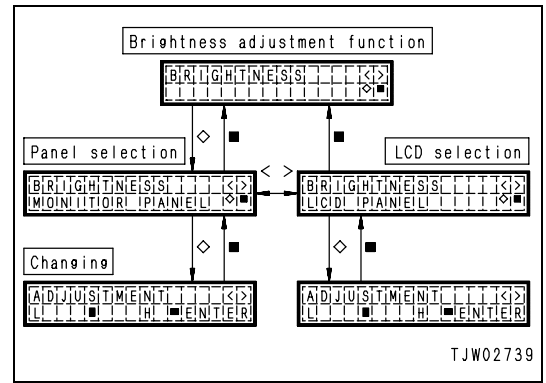 Brightness adjustment function
BRIGHTNESS <>
◇■
◇ ■ ■
Panel selection < > LCD selection
BRIGHTNESS <>
MONITOR PANEL ◇■
BRIGHTNESS <>
LCD PANEL ◇■
◇ ■ ◇ ■
Changing
ADJUSTMENT <>
L ■ H ■ENTER
ADJUSTMENT <>
L ■ H ■ENTER
TJW02739